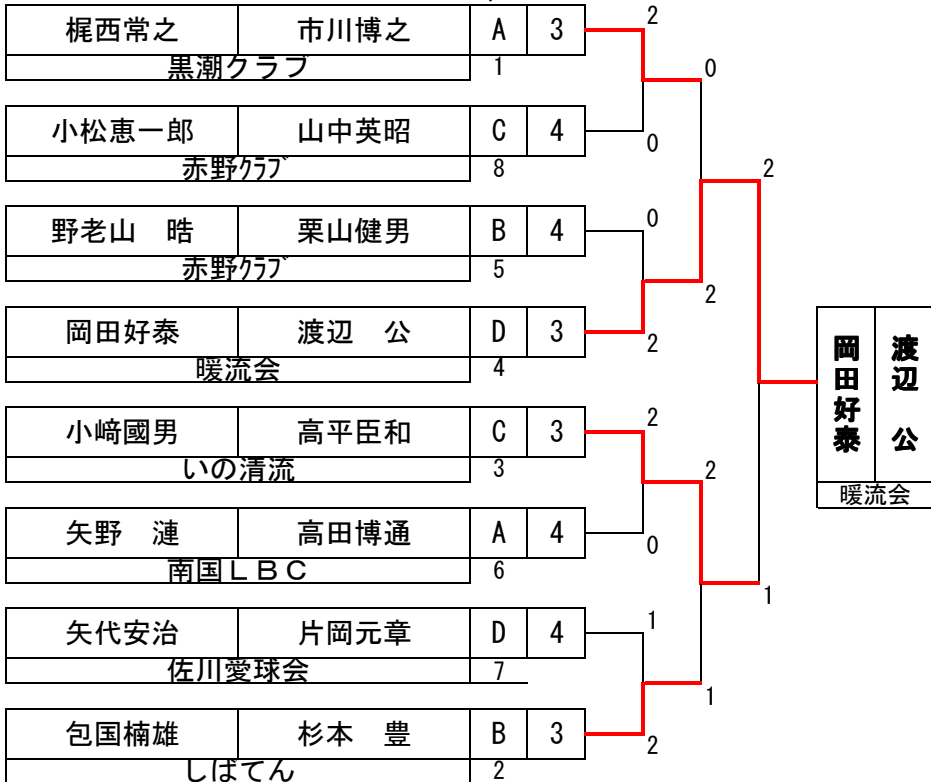 梶西常之 市川博之 A 3
黒潮クラブ 1
小松恵一郎 山中英昭 C 4
赤野ｸﾗﾌﾞ 8
野老山　晧 栗山健男 B 4
赤野ｸﾗﾌﾞ 5
岡田好泰 渡辺　公 D 3
暖流会 4
小﨑國男 高平臣和 C 3
いの清流 3
矢野　漣 高田博通 A 4
南国ＬＢＣ 6
矢代安治 片岡元章 D 4
佐川愛球会 7
包国楠雄 杉本　豊 B 3
しばてん 2
2
0
0
2
2
0
1
2
0
2
2
1
2
1
岡田好泰
渡辺　公
暖流会